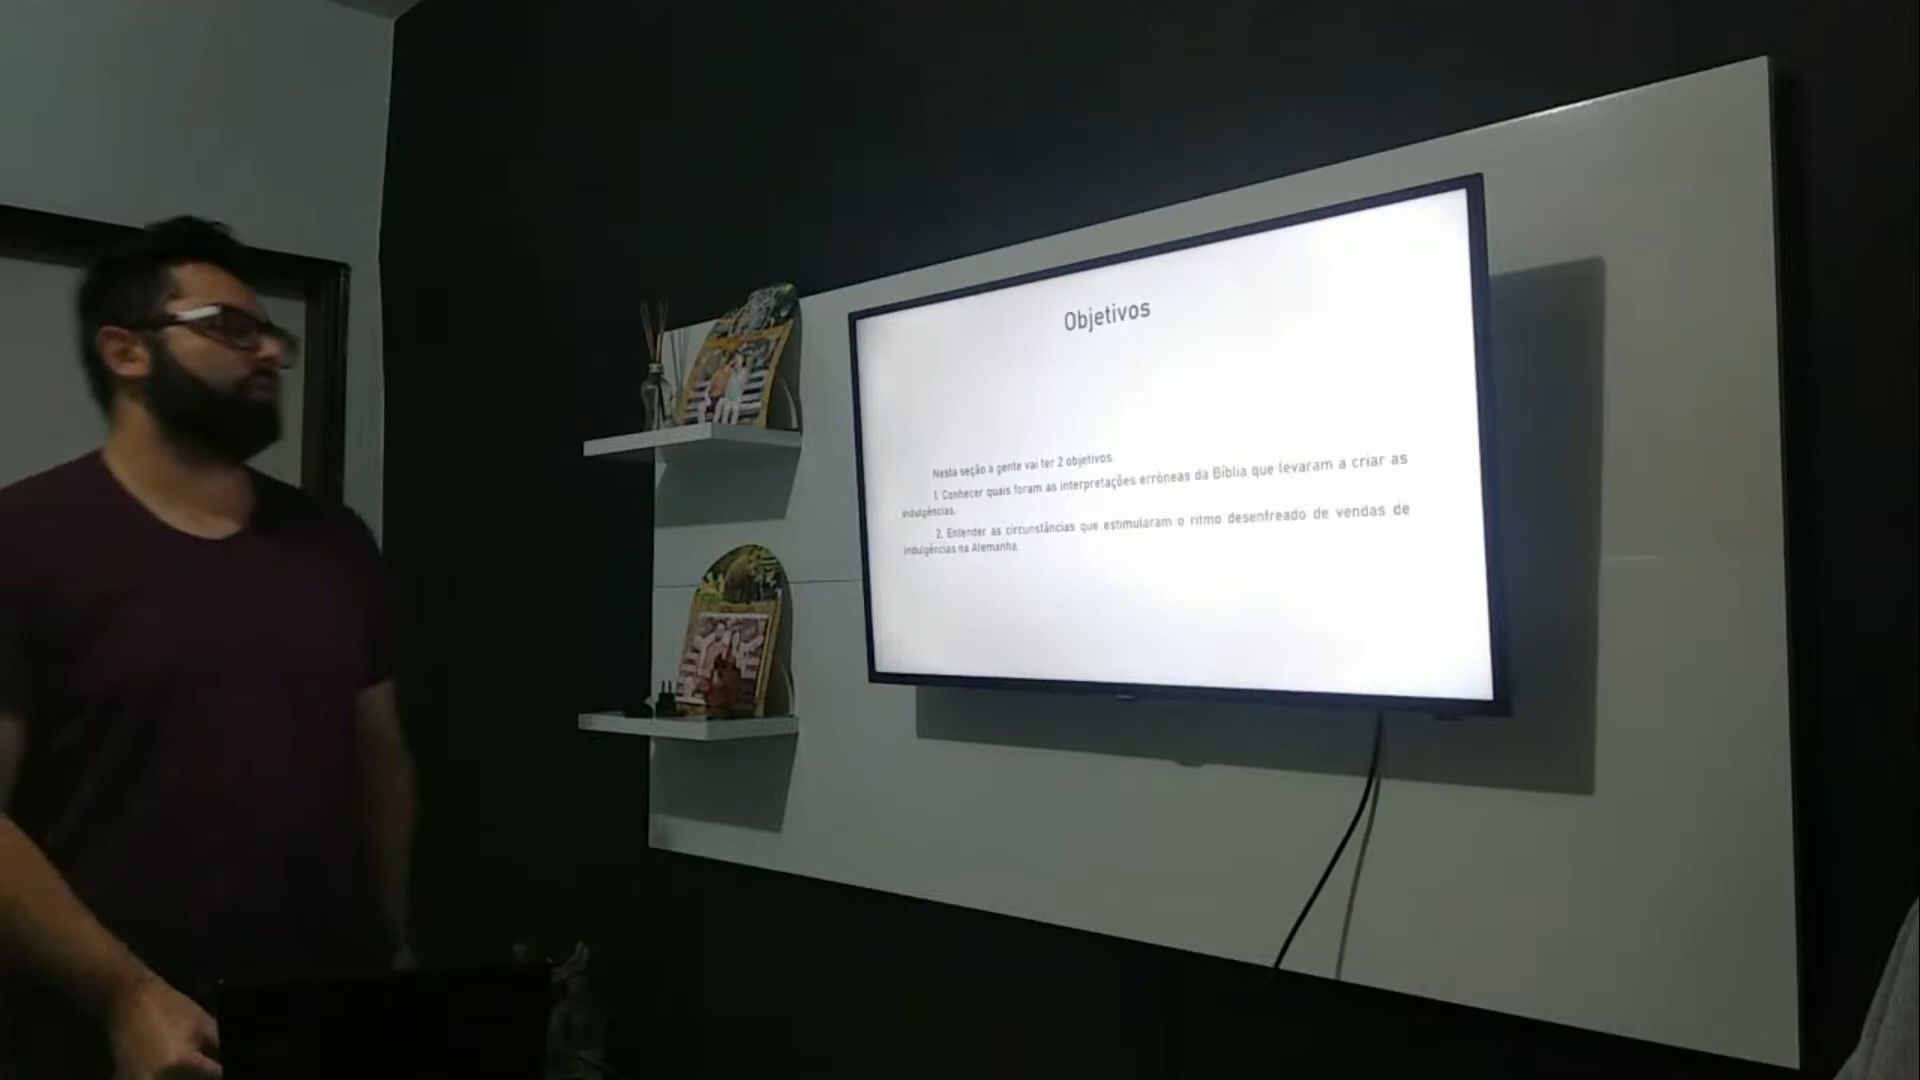 Objetivos
Nesta seção a gente vai ter 2 objetivos.
1. Conhecer quais foram as interpretações errôneas da Bíblia que levaram a criar as
indulgências.
2. Entender as circunstâncias que estimularam o ritmo desenfreado de vendas de
indulgências na Alemanha.